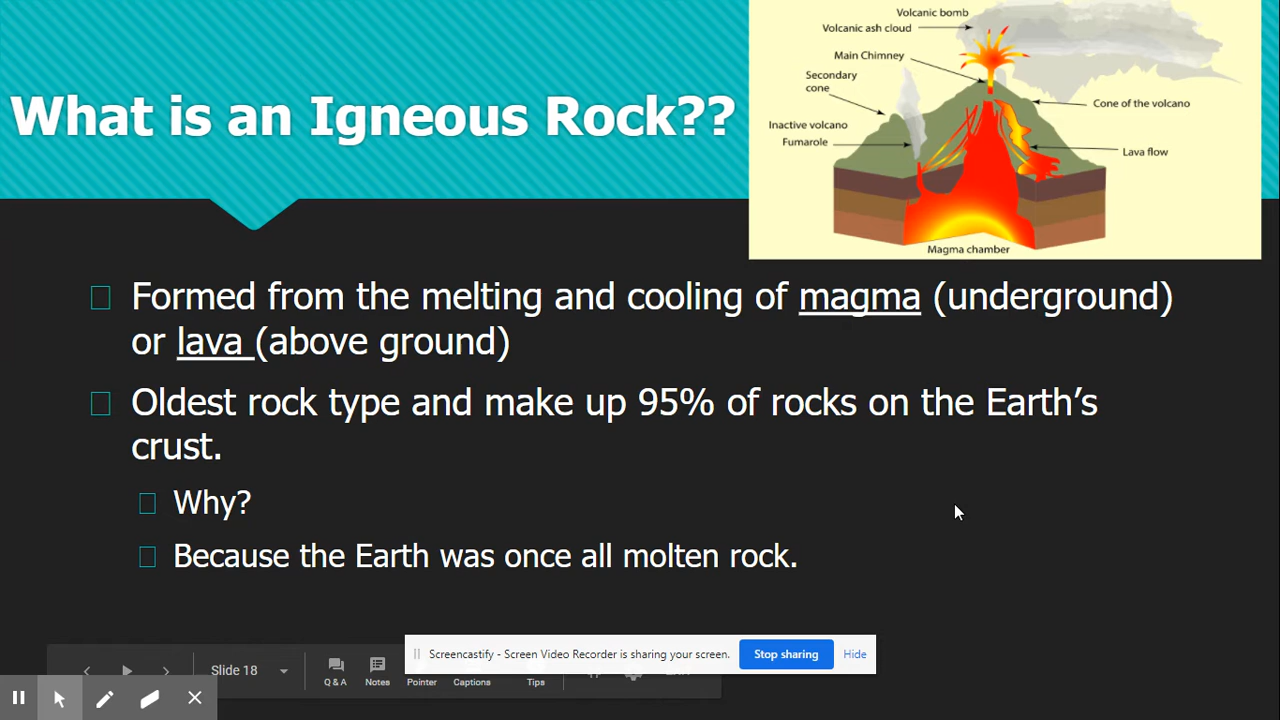 What is an Igneous Rock??
Volcanic bomb
Volcanic ash cloud
Main Chimney
Secondary
cone
Cone of the volcano
Inactive volcano
Fumarole
Lava flow
Magma chamber
Formed from the melting and cooling of magma (underground)
or lava (above ground)
Oldest rock type and make up 95% of rocks on the Earth's
crust.
Why?
Because the Earth was once all molten rock.
Screencastify - Screen Video Recorder is sharing your screen.
Stop sharing
Hide
Slide 18
Q & A
Notes
Pointer
Captions
Tips